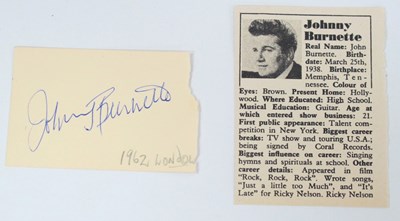 John J Burnette
1962, LONDON
Johnny
Burnette
Real Name: John
Burnette. Birth-
date: March 25th,
1938. Birthplace:
Memphis, Ten-
nessee. Colour of
Eyes: Brown. Present Home: Holly-
wood. Where Educated: High School.
Musical Education: Guitar. Age at
which entered show business: 21.
First public appearance: Talent com-
petition in New York. Biggest career
breaks: TV show and touring U.S.A.;
being signed by Coral Records.
Biggest influence on career: Singing
hymns and spirituals at school. Other
career details: Appeared in film
"Rock, Rock, Rock". Wrote songs,
"Just a little too Much", and "It's
Late" for Ricky Nelson. Ricky Nelson